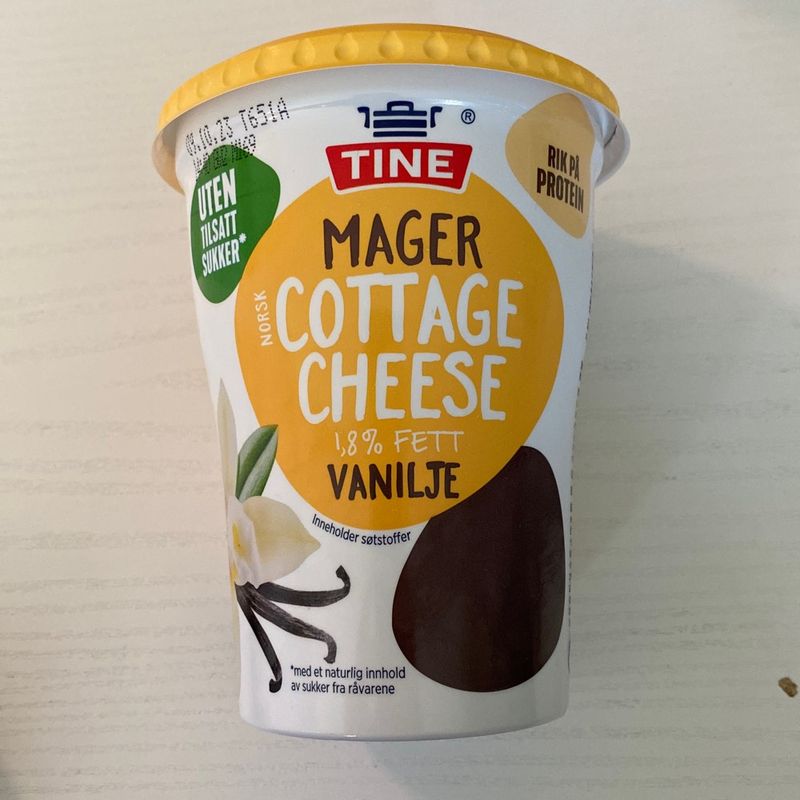 09.10.23 T651A
UTEN
TILSATT
SUKKER*
TINE®
RIK PÅ
PROTEIN
MAGER
NORSK
COTTAGE
CHEESE
1,8% FETT
VANILJE
Inneholder søtstoffer
*med et naturlig innhold
av sukker fra råvarene